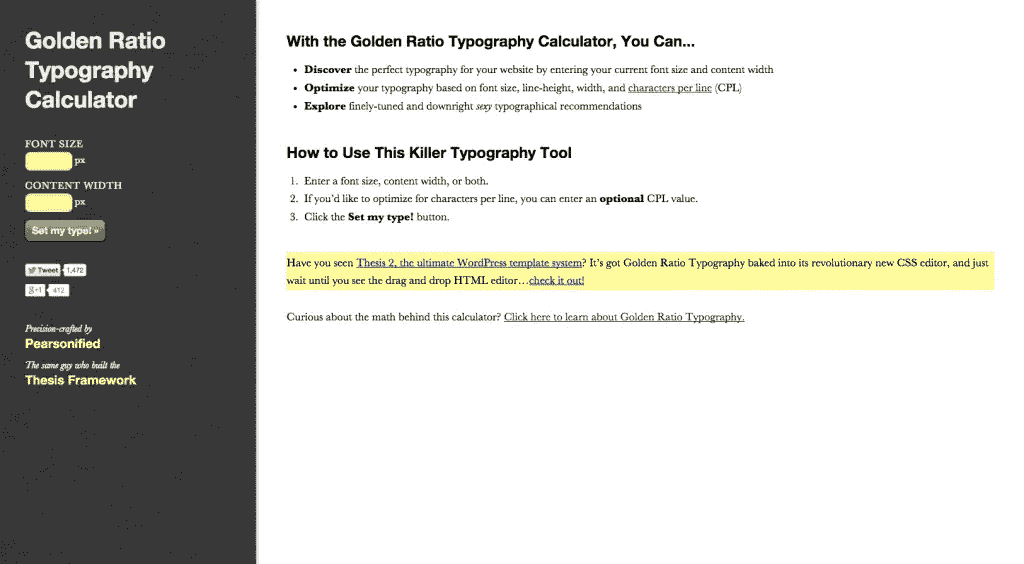 Golden Ratio
Typography
Calculator
FONT SIZE
px
CONTENT WIDTH
px
Set my type! »
Tweet 1,472
g+1 412
Precision-crafted by
Pearsonified
The same guy who built the
Thesis Framework
With the Golden Ratio Typography Calculator, You Can...
• Discover the perfect typography for your website by entering your current font size and content width
• Optimize your typography based on font size, line-height, width, and characters per line (CPL)
• Explore finely-tuned and downright sexy typographical recommendations
How to Use This Killer Typography Tool
1. Enter a font size, content width, or both.
2. If you’d like to optimize for characters per line, you can enter an optional CPL value.
3. Click the Set my type! button.
Have you seen Thesis 2, the ultimate WordPress template system? It’s got Golden Ratio Typography baked into its revolutionary new CSS editor, and just
wait until you see the drag and drop HTML editor…check it out!
Curious about the math behind this calculator? Click here to learn about Golden Ratio Typography.